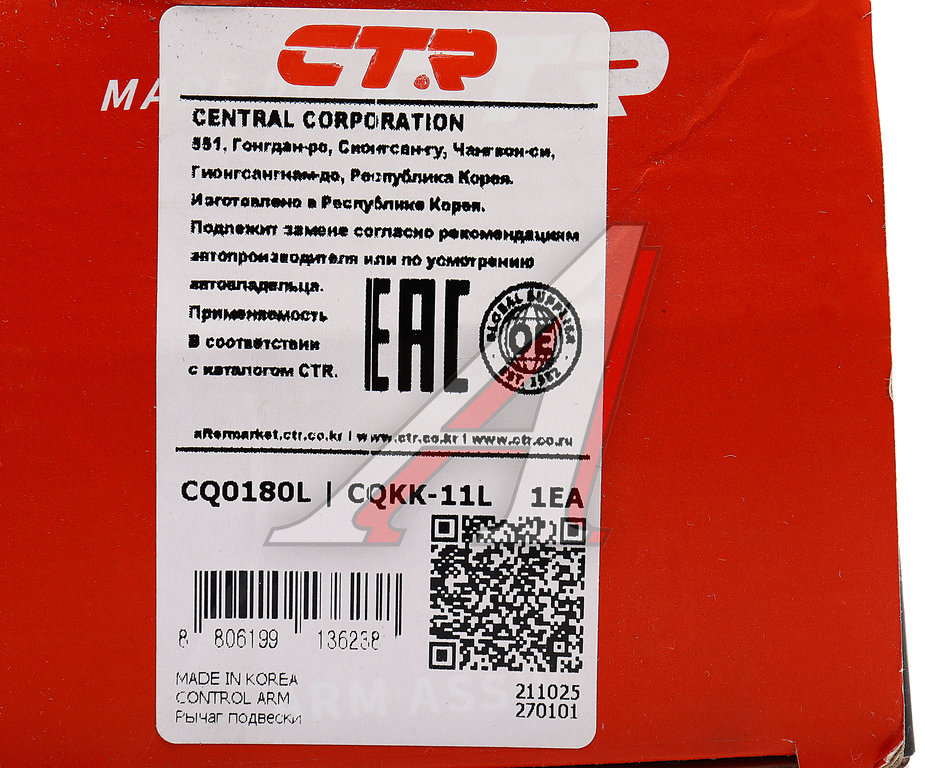 CTR
CENTRAL CORPORATION
551, Гонгдан-ро, Сионгсан-гу, Чангвон-си,
Гионгсангнам-до, Республика Корея.
Изготовлено в Республике Корея.
Подлежит замене согласно рекомендациям
автопроизводителя или по усмотрению
автовладельца.
Применяемость
В соответствии
с каталогом CTR.
EAC
GLOBAL SUPPLIER
OE
EST. 1952
aftermarket.ctr.co.kr | www.ctr.co.kr | www.ctr.co.ru
CQ0180L | CQKK-11L 1EA
8 806199 136238
MADE IN KOREA
CONTROL ARM
Рычаг подвески
211025
270101